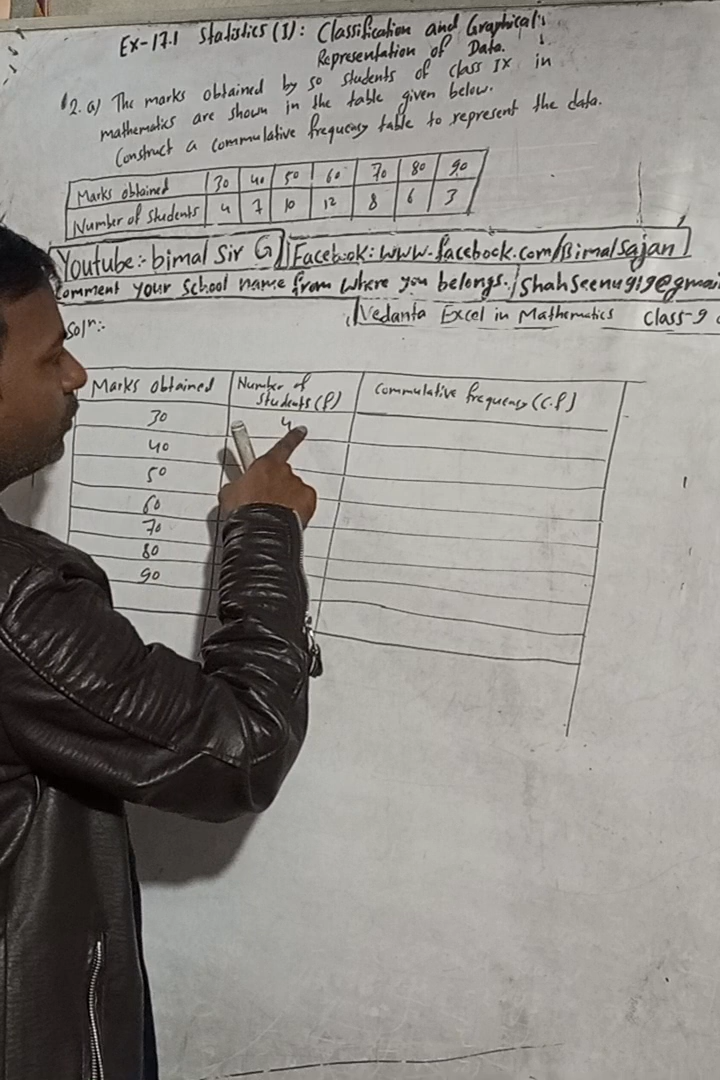 Ex-17.1 Statistics (I): Classification and Graphical
Representation of Data.
2. a) The marks obtained by 50 students of class IX in
mathematics are shown in the table given below.
Construct a commulative frequency table to represent the data.
Marks obtained 30 40 50 60 70 80 90
Number of students 4 7 10 12 8 6 3
Youtube:- bimal Sir G Facebook: www.facebook.com/Bimalsajan
Comment your school name from where you belongs. shahseenu919@gmai
Vedanta Excel in Mathematics class-9
soln:-
Marks obtained Number of students (f) Commulative frequency (c.f)
30 4
40
50
60
70
80
90